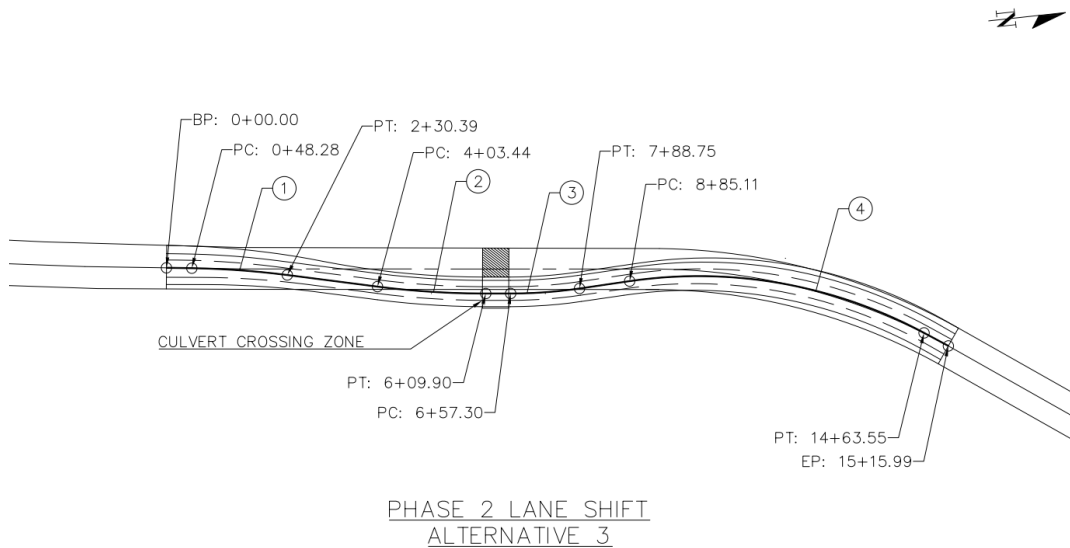 N
BP: 0+00.00
PT: 2+30.39
PC: 0+48.28
PC: 4+03.44
PT: 7+88.75
PC: 8+85.11
1
2
3
4
CULVERT CROSSING ZONE
PT: 6+09.90
PC: 6+57.30
PT: 14+63.55
EP: 15+15.99
PHASE 2 LANE SHIFT
ALTERNATIVE 3